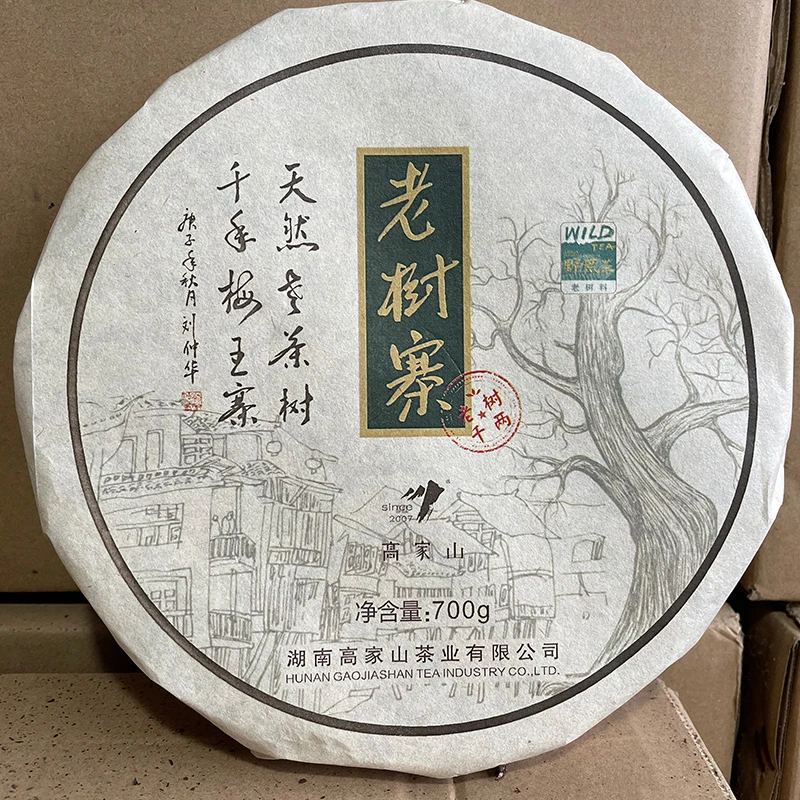 老樹寨
天然老茶树
千年梅王寨
庚子年秋月 刘仲华
WILD
TEA
野荒茶
老树料
老树
千两
since
2007
高家山
净含量:700g
湖南高家山茶业有限公司
HUNAN GAOJIASHAN TEA INDUSTRY CO.,LTD.